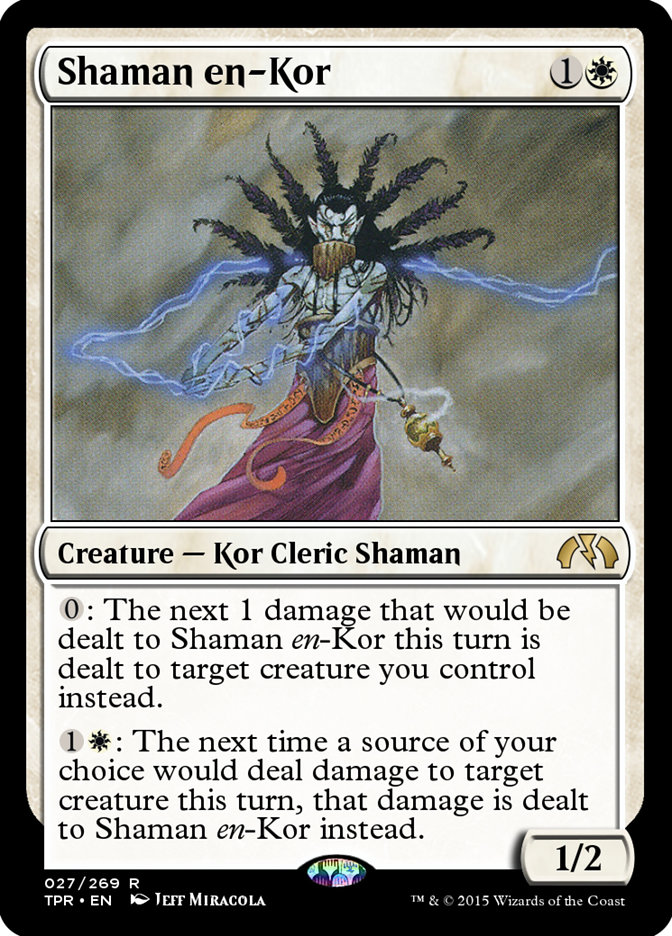 Shaman en-Kor 1
Creature — Kor Cleric Shaman
0: The next 1 damage that would be
dealt to Shaman en-Kor this turn is
dealt to target creature you control
instead.
1: The next time a source of your
choice would deal damage to target
creature this turn, that damage is dealt
to Shaman en-Kor instead.
1/2
027/269 R
TPR • EN Jeff Miracola
™ & © 2015 Wizards of the Coast